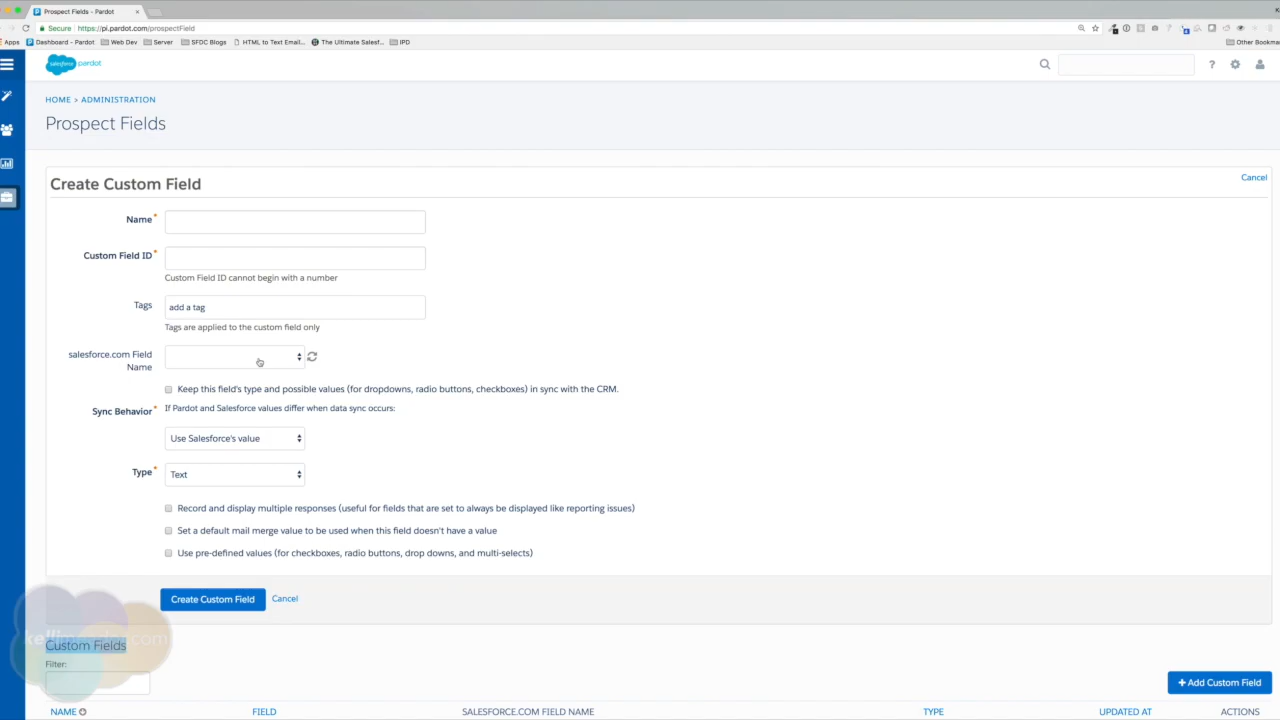 Prospect Fields - Pardot
Secure https://pi.pardot.com/prospectField
Apps Dashboard - Pardot Web Dev Server SFDC Blogs HTML to Text Email... The Ultimate Salesf... IPD Other Bookmar
salesforce pardot
HOME > ADMINISTRATION
Prospect Fields
Create Custom Field
Cancel
Name*
Custom Field ID*
Custom Field ID cannot begin with a number
Tags add a tag
Tags are applied to the custom field only
salesforce.com Field
Name
Keep this field's type and possible values (for dropdowns, radio buttons, checkboxes) in sync with the CRM.
Sync Behavior* If Pardot and Salesforce values differ when data sync occurs:
Use Salesforce's value
Type* Text
Record and display multiple responses (useful for fields that are set to always be displayed like reporting issues)
Set a default mail merge value to be used when this field doesn't have a value
Use pre-defined values (for checkboxes, radio buttons, drop downs, and multi-selects)
Create Custom Field Cancel
Custom Fields
Filter:
+ Add Custom Field
NAME FIELD SALESFORCE.COM FIELD NAME TYPE UPDATED AT ACTIONS